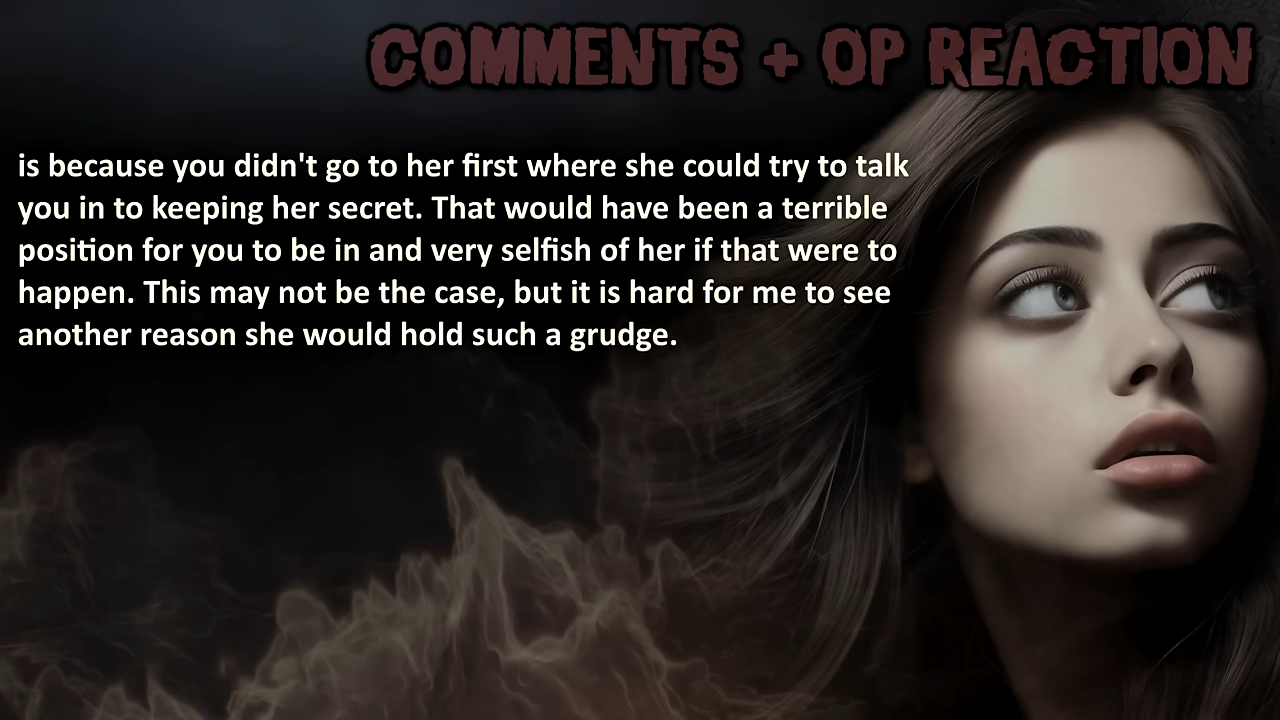 COMMENTS + OP REACTION
is because you didn't go to her first where she could try to talk
you in to keeping her secret. That would have been a terrible
position for you to be in and very selfish of her if that were to
happen. This may not be the case, but it is hard for me to see
another reason she would hold such a grudge.